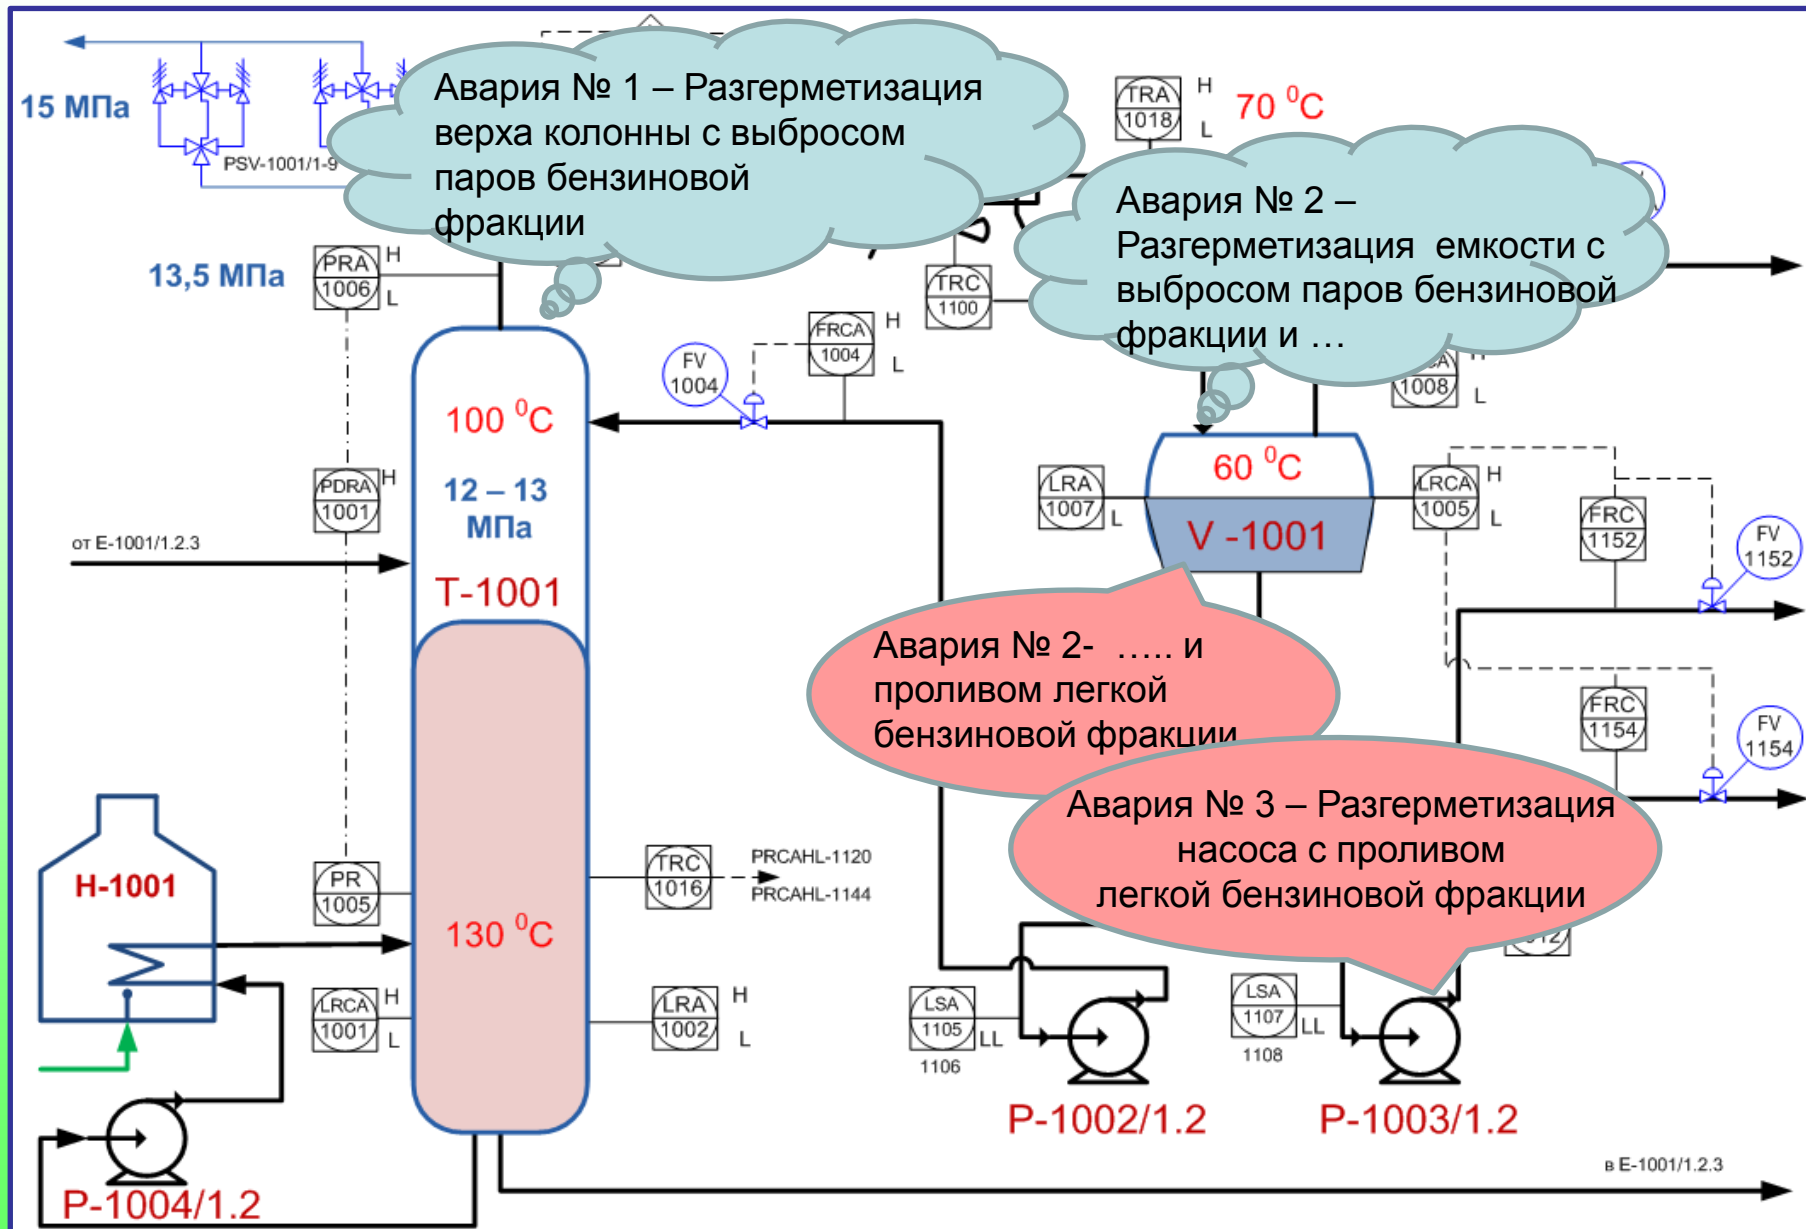 15 МПа
PSV-1001/1-9
Авария № 1 – Разгерметизация
верха колонны с выбросом
паров бензиновой
фракции
TRA
1018
H
L
70 ⁰C
Авария № 2 –
Разгерметизация емкости с
выбросом паров бензиновой
фракции и …
13,5 МПа
PRA
1006
H
L
TRC
1100
FRCA
1004
H
L
FV
1004
1008
L
100 ⁰C
12 – 13
МПа
T-1001
PDRA
1001
H
от E-1001/1.2.3
60 ⁰C
V -1001
LRA
1007
L
LRCA
1005
H
L
FRC
1152
FV
1152
Авария № 2- ….. и
проливом легкой
бензиновой фракции
FRC
1154
FV
1154
Авария № 3 – Разгерметизация
насоса с проливом
легкой бензиновой фракции
H-1001
PR
1005
TRC
1016
PRCAHL-1120
PRCAHL-1144
130 ⁰C
LRCA
1001
H
L
LRA
1002
H
L
LSA
1105
LL
1106
LSA
1107
LL
1108
P-1002/1.2
P-1003/1.2
P-1004/1.2
в E-1001/1.2.3